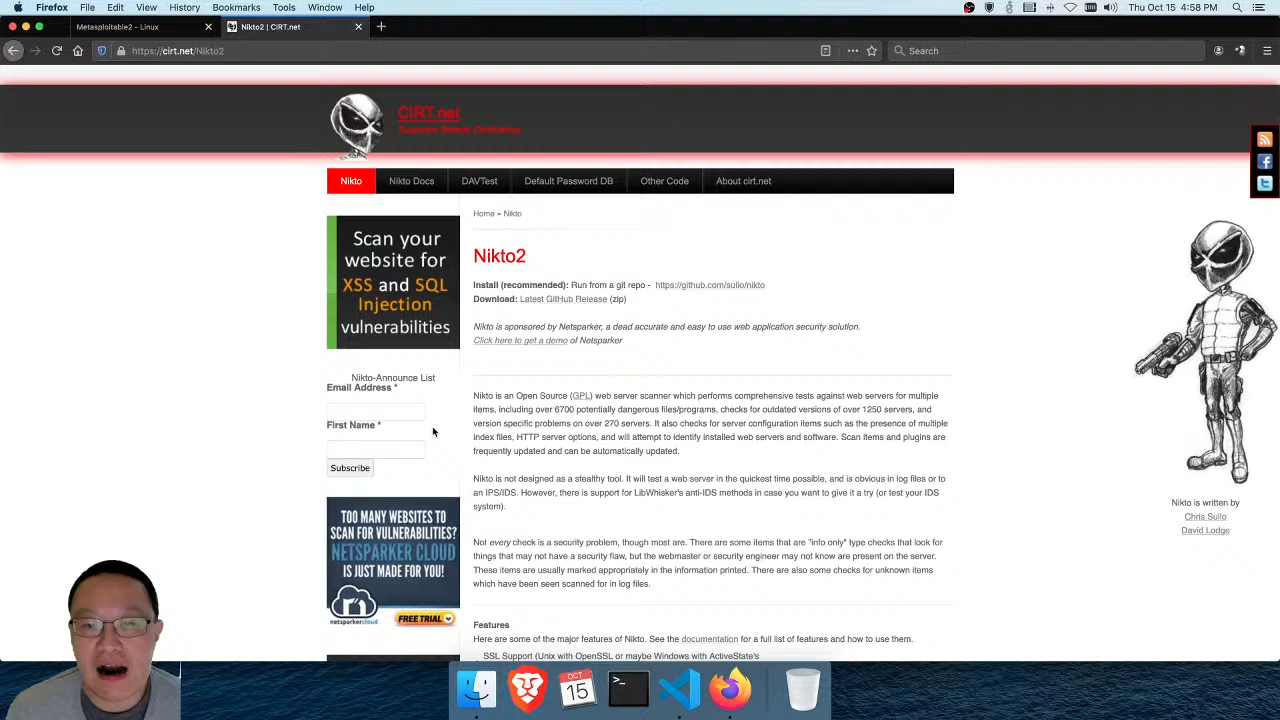 Firefox File Edit View History Bookmarks Tools Window Help Thu Oct 15 4:58 PM
Metasploitable2 - Linux
Nikto2 | CIRT.net
https://cirt.net/Nikto2
Search
CIRT.net
Suspicion Breeds Confidence
Nikto Nikto Docs DAVTest Default Password DB Other Code About cirt.net
Scan your
website for
XSS and SQL
Injection
vulnerabilities
Nikto-Announce List
Email Address *
First Name *
Subscribe
TOO MANY WEBSITES TO
SCAN FOR VULNERABILITIES?
NETSPARKER CLOUD
IS JUST MADE FOR YOU!
netsparkercloud
FREE TRIAL
Home » Nikto
Nikto2
Install (recommended): Run from a git repo - https://github.com/sullo/nikto
Download: Latest GitHub Release (zip)
Nikto is sponsored by Netsparker, a dead accurate and easy to use web application security solution.
Click here to get a demo of Netsparker
Nikto is an Open Source (GPL) web server scanner which performs comprehensive tests against web servers for multiple
items, including over 6700 potentially dangerous files/programs, checks for outdated versions of over 1250 servers, and
version specific problems on over 270 servers. It also checks for server configuration items such as the presence of multiple
index files, HTTP server options, and will attempt to identify installed web servers and software. Scan items and plugins are
frequently updated and can be automatically updated.
Nikto is not designed as a stealthy tool. It will test a web server in the quickest time possible, and is obvious in log files or to
an IPS/IDS. However, there is support for LibWhisker's anti-IDS methods in case you want to give it a try (or test your IDS
system).
Not every check is a security problem, though most are. There are some items that are "info only" type checks that look for
things that may not have a security flaw, but the webmaster or security engineer may not know are present on the server.
These items are usually marked appropriately in the information printed. There are also some checks for unknown items
which have been seen scanned for in log files.
Features
Here are some of the major features of Nikto. See the documentation for a full list of features and how to use them.
SSL Support (Unix with OpenSSL or maybe Windows with ActiveState's
Nikto is written by
Chris Sullo
David Lodge
OCT
15